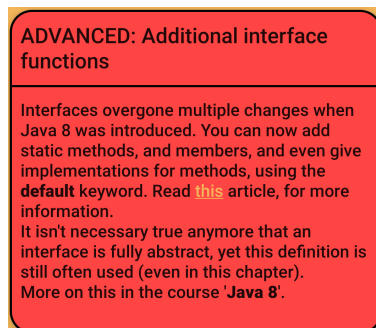 ADVANCED: Additional interface
functions
Interfaces overgone multiple changes when
Java 8 was introduced. You can now add
static methods, and members, and even give
implementations for methods, using the
default keyword. Read this article, for more
information.
It isn't necessary true anymore that an
interface is fully abstract, yet this definition is
still often used (even in this chapter).
More on this in the course 'Java 8'.